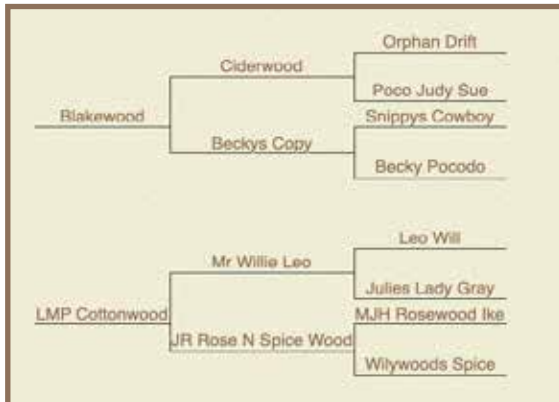 Orphan Drift
Ciderwood
Poco Judy Sue
Blakewood
Snippys Cowboy
Beckys Copy
Becky Pocodo
Leo Will
Mr Willie Leo
Julies Lady Gray
LMP Cottonwood
MJH Rosewood Ike
JR Rose N Spice Wood
Wilywoods Spice